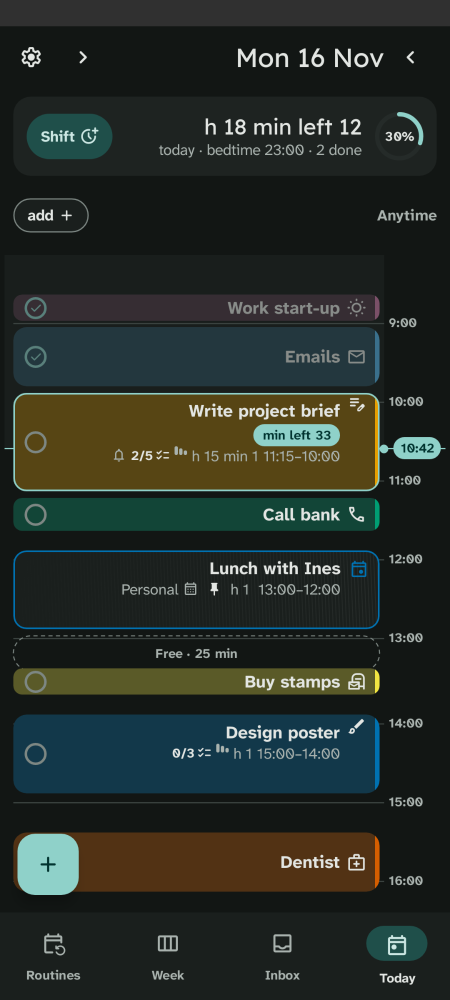 Mon 16 Nov
h 18 min left 12
today · bedtime 23:00 · 2 done
30%
Shift
Anytime
add +
Work start-up
9:00
Emails
10:00
Write project brief
min left 33
2/5 h 15 min 1 11:15–10:00
10:42
11:00
Call bank
12:00
Lunch with Ines
Personal h 1 13:00–12:00
13:00
Free · 25 min
Buy stamps
14:00
Design poster
0/3 h 1 15:00–14:00
15:00
Dentist
16:00
+
Routines
Week
Inbox
Today